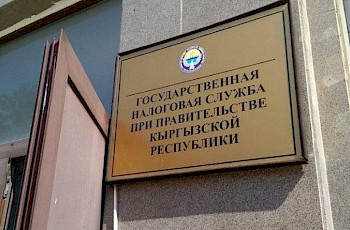 ГОСУДАРСТВЕННАЯ
НАЛОГОВАЯ СЛУЖБА
ПРИ ПРАВИТЕЛЬСТВЕ
КЫРГЫЗСКОЙ
РЕСПУБЛИКИ